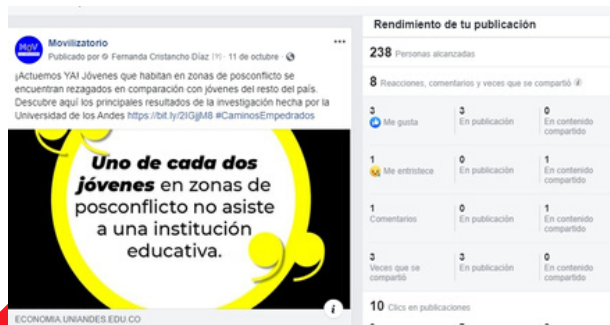 MoV
Movilizatorio
Publicado por Fernanda Cristancho Díaz · 11 de octubre ·
¡Actuemos YA! Jóvenes que habitan en zonas de posconflicto se
encuentran rezagados en comparación con jóvenes del resto del país.
Descubre aquí los principales resultados de la investigación hecha por la
Universidad de los Andes https://bit.ly/2IGjjM8 #CaminosEmpedrados
Uno de cada dos
jóvenes en zonas de
posconflicto no asiste
a una institución
educativa.
ECONOMIA.UNIANDES.EDU.CO
Rendimiento de tu publicación
238 Personas alcanzadas
8 Reacciones, comentarios y veces que se compartió
3 Me gusta
3 En publicación
0 En contenido compartido
1 Me entristece
0 En publicación
1 En contenido compartido
1 Comentarios
0 En publicación
1 En contenido compartido
3 Veces que se compartió
3 En publicación
0 En contenido compartido
10 Clics en publicaciones